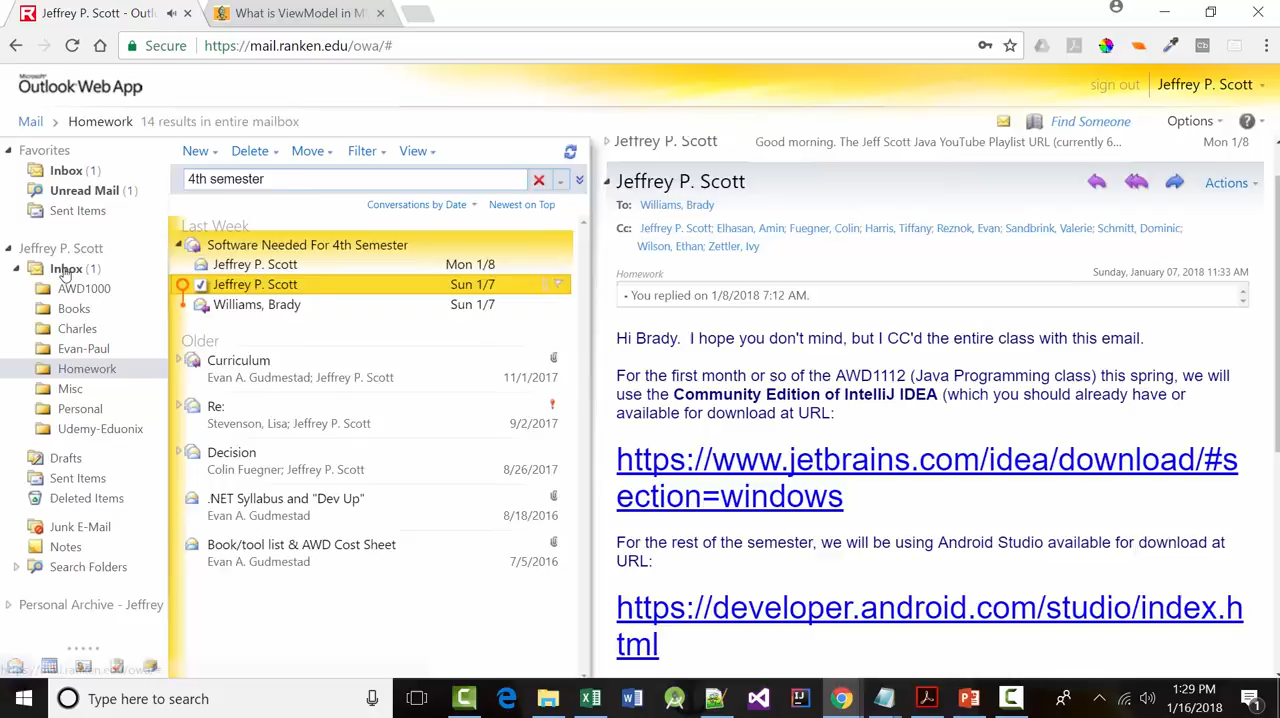 Jeffrey P. Scott - Outl
What is ViewModel in M
Secure
https://mail.ranken.edu/owa/#
Microsoft
Outlook Web App
sign out
Jeffrey P. Scott
Mail > Homework 14 results in entire mailbox
Find Someone
Options
Favorites
Inbox (1)
Unread Mail (1)
Sent Items
Jeffrey P. Scott
Inbox (1)
AWD1000
Books
Charles
Evan-Paul
Homework
Misc
Personal
Udemy-Eduonix
Drafts
Sent Items
Deleted Items
Junk E-Mail
Notes
Search Folders
Personal Archive - Jeffrey
New Delete Move Filter View
4th semester
Conversations by Date Newest on Top
Last Week
Software Needed For 4th Semester
Jeffrey P. Scott Mon 1/8
Jeffrey P. Scott Sun 1/7
Williams, Brady Sun 1/7
Older
Curriculum
Evan A. Gudmestad; Jeffrey P. Scott 11/1/2017
Re:
Stevenson, Lisa; Jeffrey P. Scott 9/2/2017
Decision
Colin Fuegner; Jeffrey P. Scott 8/26/2017
.NET Syllabus and "Dev Up"
Evan A. Gudmestad 8/18/2016
Book/tool list & AWD Cost Sheet
Evan A. Gudmestad 7/5/2016
Jeffrey P. Scott Good morning. The Jeff Scott Java YouTube Playlist URL (currently 6... Mon 1/8
Jeffrey P. Scott
Actions
To: Williams, Brady
Cc: Jeffrey P. Scott; Elhasan, Amin; Fuegner, Colin; Harris, Tiffany; Reznok, Evan; Sandbrink, Valerie; Schmitt, Dominic;
Wilson, Ethan; Zettler, Ivy
Homework
Sunday, January 07, 2018 11:33 AM
• You replied on 1/8/2018 7:12 AM.
Hi Brady. I hope you don't mind, but I CC'd the entire class with this email.
For the first month or so of the AWD1112 (Java Programming class) this spring, we will
use the Community Edition of IntelliJ IDEA (which you should already have or
available for download at URL:
https://www.jetbrains.com/idea/download/#s
ection=windows
For the rest of the semester, we will be using Android Studio available for download at
URL:
https://developer.android.com/studio/index.h
tml
Type here to search
1:29 PM
1/16/2018